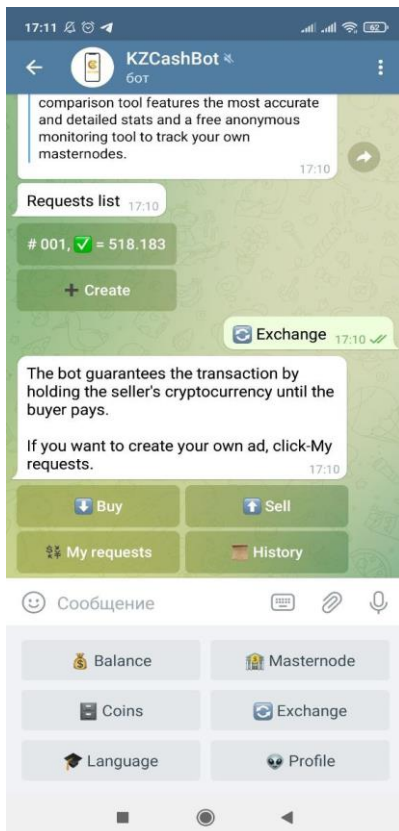 17:11
62
KZCashBot
бот
comparison tool features the most accurate
and detailed stats and a free anonymous
monitoring tool to track your own
masternodes.
17:10
Requests list 17:10
# 001, ✅ = 518.183
➕ Create
🔄 Exchange 17:10
The bot guarantees the transaction by
holding the seller's cryptocurrency until the
buyer pays.
If you want to create your own ad, click-My
requests.
17:10
⬇️ Buy
⬆️ Sell
💱 My requests
History
Сообщение
💰 Balance
🏦 Masternode
🗄 Coins
🔄 Exchange
🎓 Language
👽 Profile